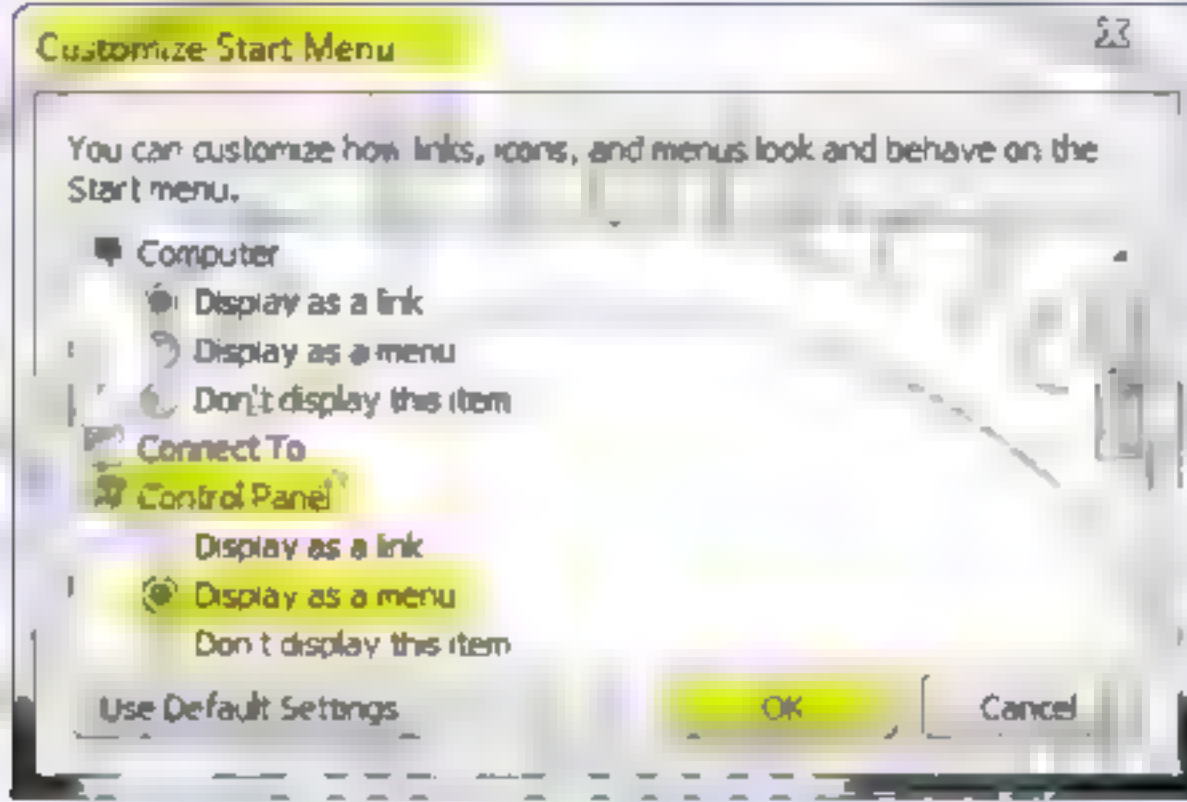 Customize Start Menu
You can customize how links, icons, and menus look and behave on the
Start menu.
Computer
Display as a link
Display as a menu
Don't display this item
Connect To
Control Panel
Display as a link
Display as a menu
Don't display this item
Use Default Settings
OK
Cancel